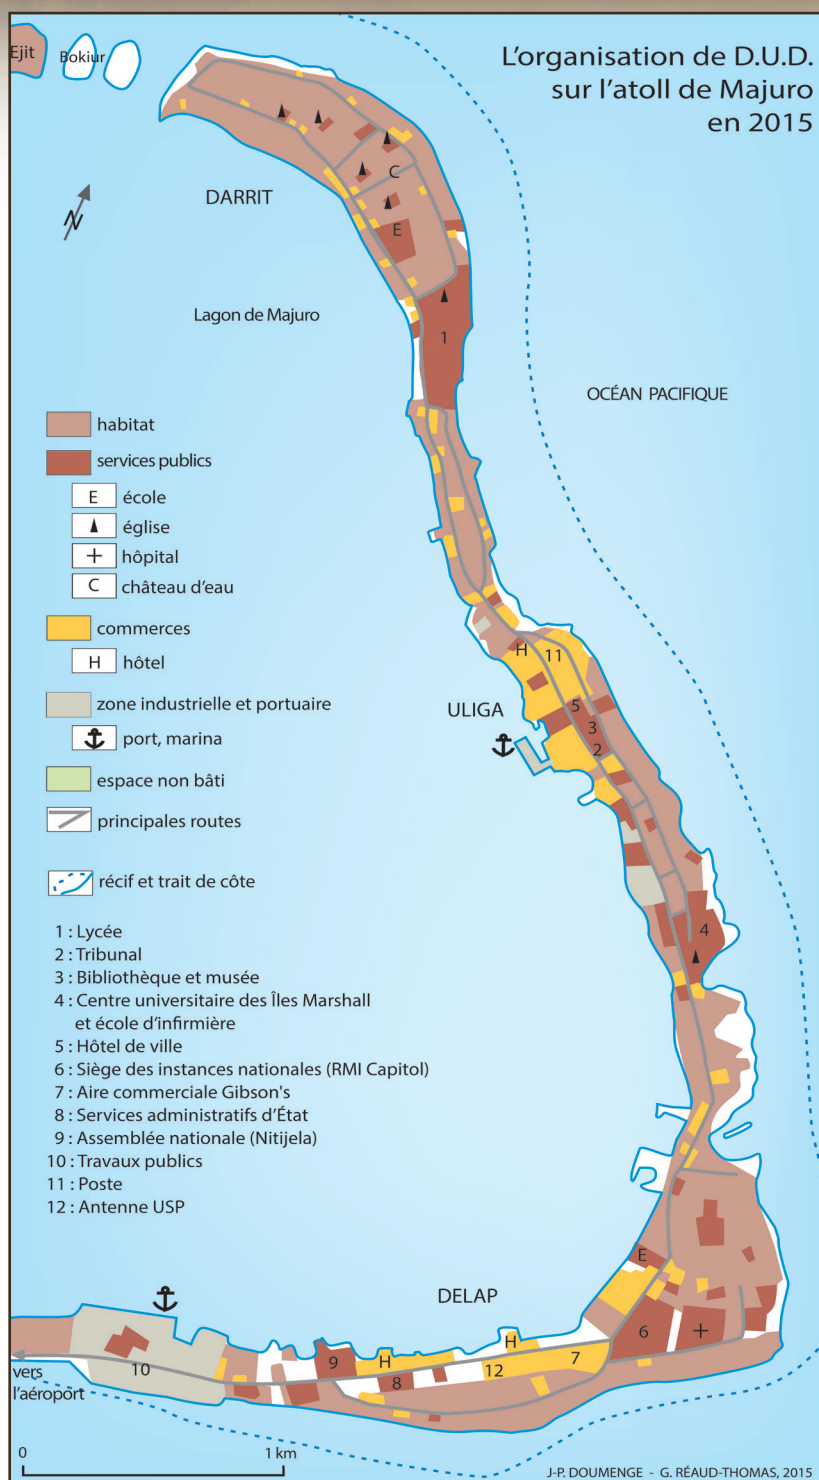 L'organisation de D.U.D.
sur l'atoll de Majuro
en 2015
Ejit
Bokiur
DARRIT
N
C
E
Lagon de Majuro
1
OCÉAN PACIFIQUE
habitat
services publics
E école
église
hôpital
C château d'eau
commerces
H hôtel
zone industrielle et portuaire
port, marina
espace non bâti
principales routes
récif et trait de côte
H
11
ULIGA
5
3
2
4
1 : Lycée
2 : Tribunal
3 : Bibliothèque et musée
4 : Centre universitaire des Îles Marshall
et école d'infirmière
5 : Hôtel de ville
6 : Siège des instances nationales (RMI Capitol)
7 : Aire commerciale Gibson's
8 : Services administratifs d'État
9 : Assemblée nationale (Nitijela)
10 : Travaux publics
11 : Poste
12 : Antenne USP
E
DELAP
6
H
7
9
H
12
8
10
vers
l'aéroport
0 1 km
J-P. DOUMENGE - G. RÉAUD-THOMAS, 2015